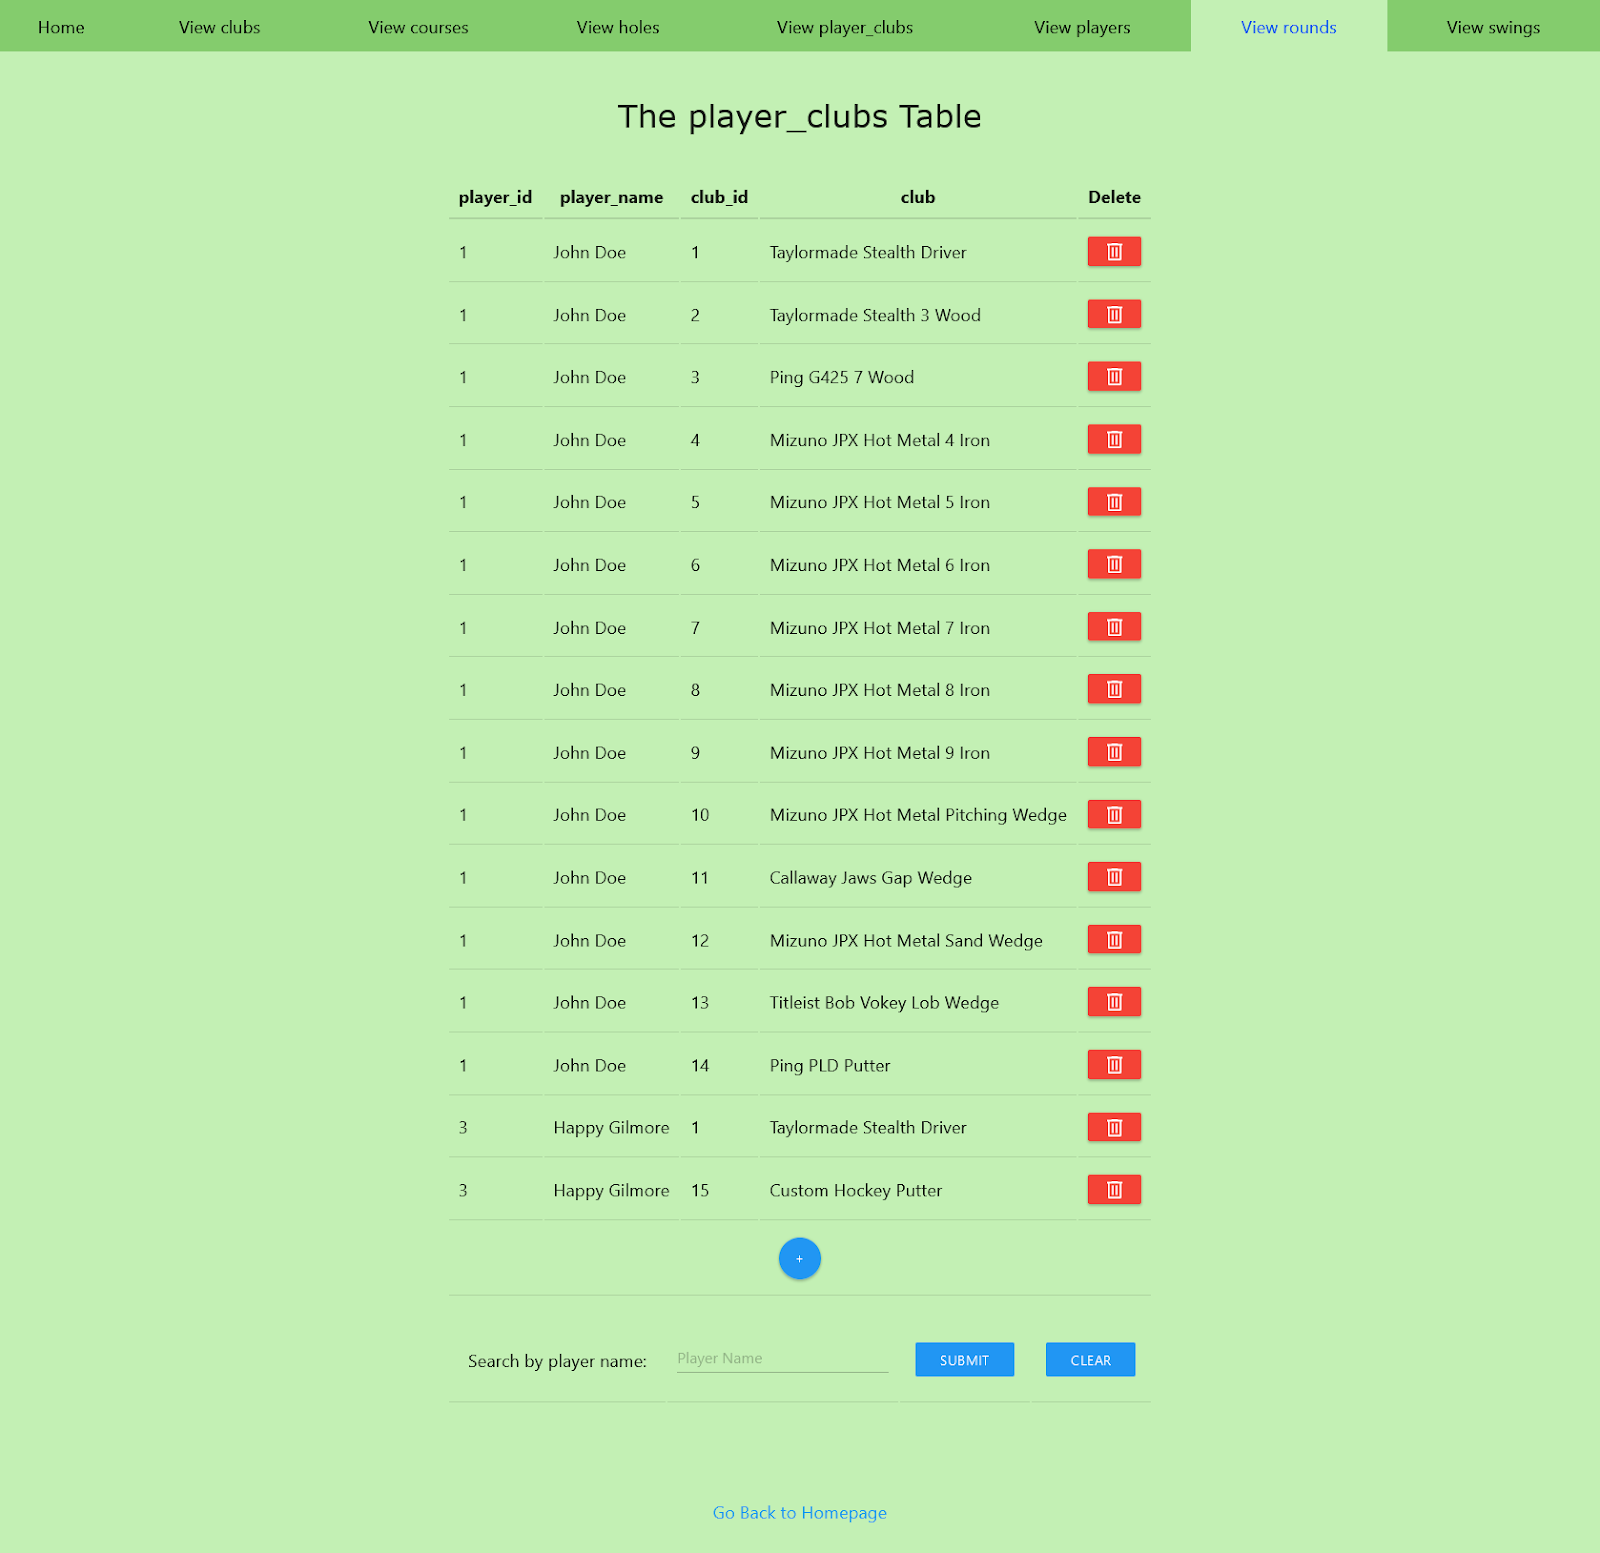 Home View clubs View courses View holes View player_clubs View players View rounds View swings
The player_clubs Table
player_id player_name club_id club Delete
1 John Doe 1 Taylormade Stealth Driver
1 John Doe 2 Taylormade Stealth 3 Wood
1 John Doe 3 Ping G425 7 Wood
1 John Doe 4 Mizuno JPX Hot Metal 4 Iron
1 John Doe 5 Mizuno JPX Hot Metal 5 Iron
1 John Doe 6 Mizuno JPX Hot Metal 6 Iron
1 John Doe 7 Mizuno JPX Hot Metal 7 Iron
1 John Doe 8 Mizuno JPX Hot Metal 8 Iron
1 John Doe 9 Mizuno JPX Hot Metal 9 Iron
1 John Doe 10 Mizuno JPX Hot Metal Pitching Wedge
1 John Doe 11 Callaway Jaws Gap Wedge
1 John Doe 12 Mizuno JPX Hot Metal Sand Wedge
1 John Doe 13 Titleist Bob Vokey Lob Wedge
1 John Doe 14 Ping PLD Putter
3 Happy Gilmore 1 Taylormade Stealth Driver
3 Happy Gilmore 15 Custom Hockey Putter
+
Search by player name: Player Name SUBMIT CLEAR
Go Back to Homepage